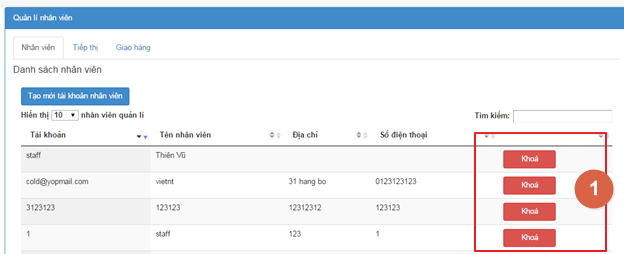 Quản lí nhân viên
Nhân viên Tiếp thị Giao hàng
Danh sách nhân viên
Tạo mới tài khoản nhân viên
Hiển thị 10 nhân viên quản lí Tìm kiếm:
Tài khoản Tên nhân viên Địa chỉ Số điện thoại
staff Thiên Vũ Khoá
cold@yopmail.com vietnt 31 hang bo 0123123123 Khoá
3123123 123123 12312312 123123 Khoá
1 staff 123 1 Khoá
1